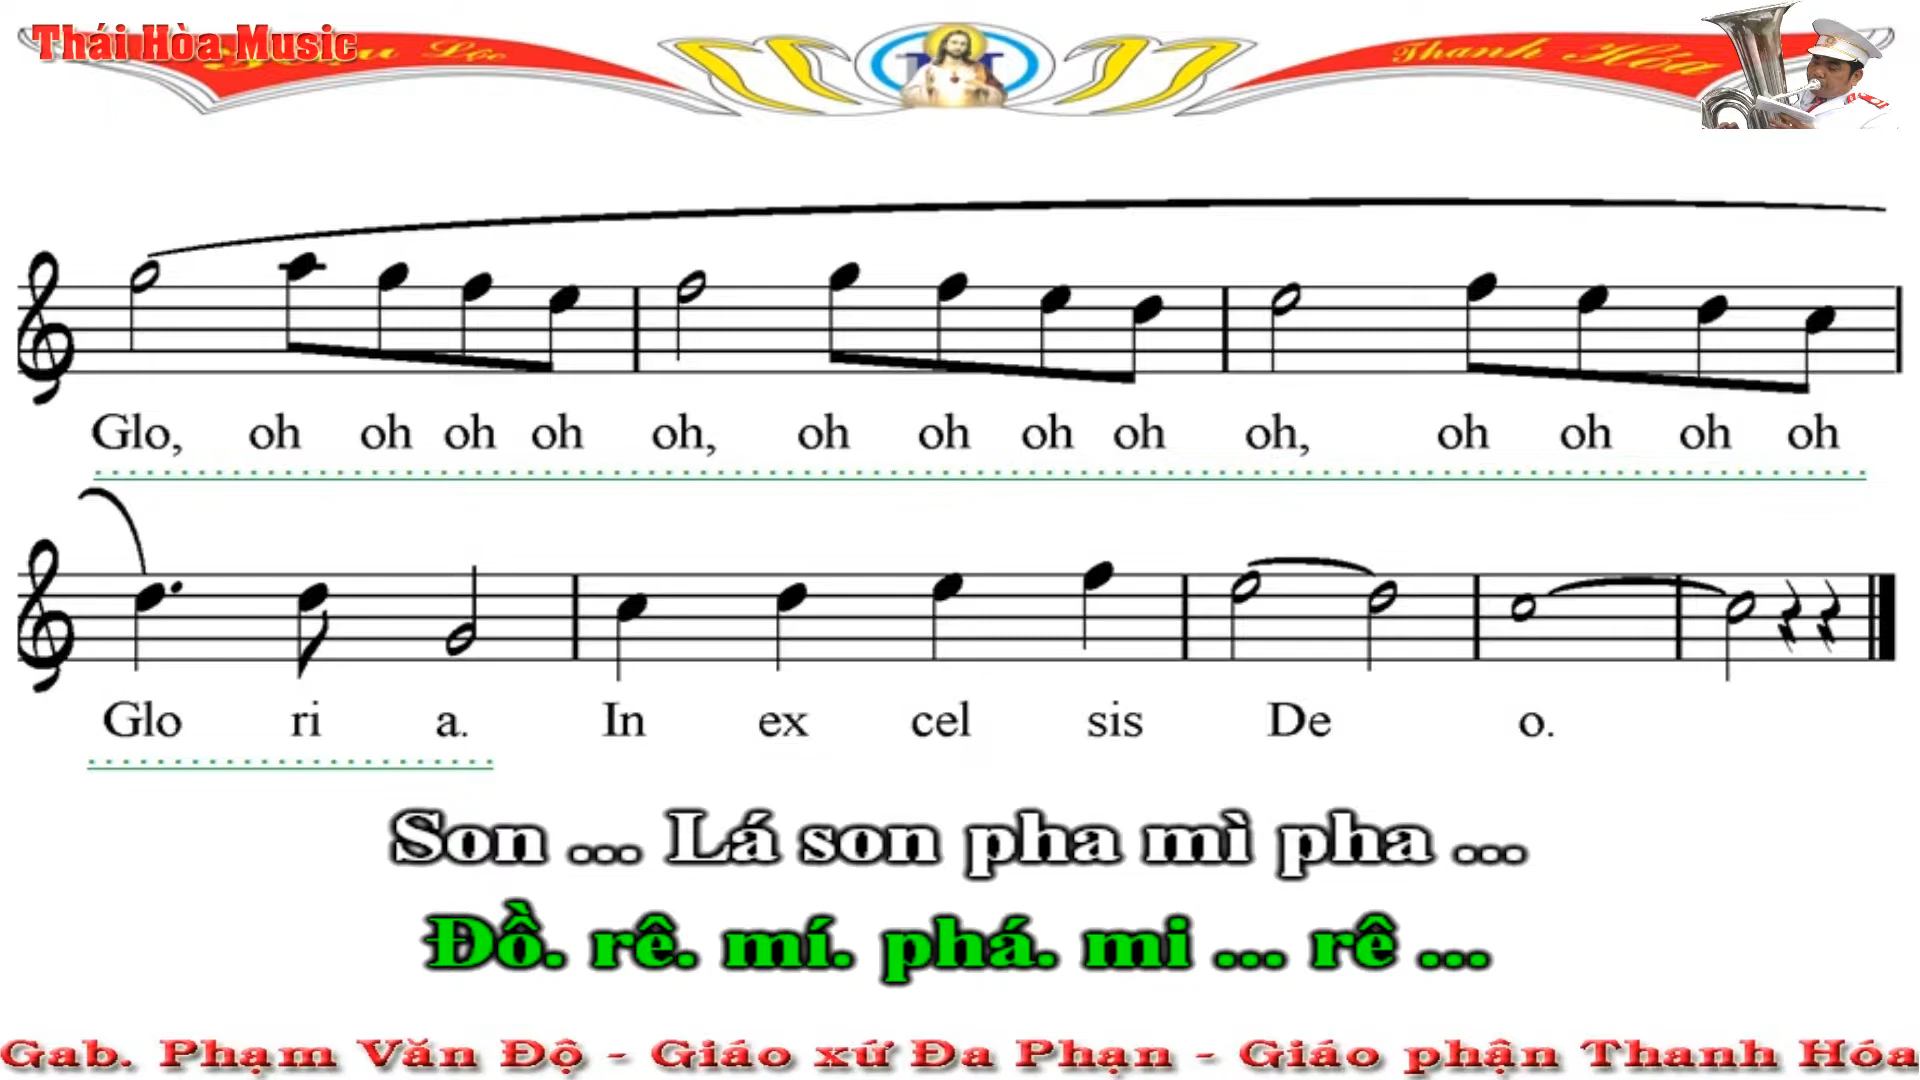 Thái Hòa Music
Lộc Thanh Hóa
Glo, oh oh oh oh oh, oh oh oh oh oh, oh oh oh oh
Glo ri a. In ex cel sis De o.
Son ... Lá son pha mì pha ...
Đồ. rê. mí. phá. mi ... rê ...
Gab. Phạm Văn Độ - Giáo xứ Đa Phạn - Giáo phận Thanh Hóa